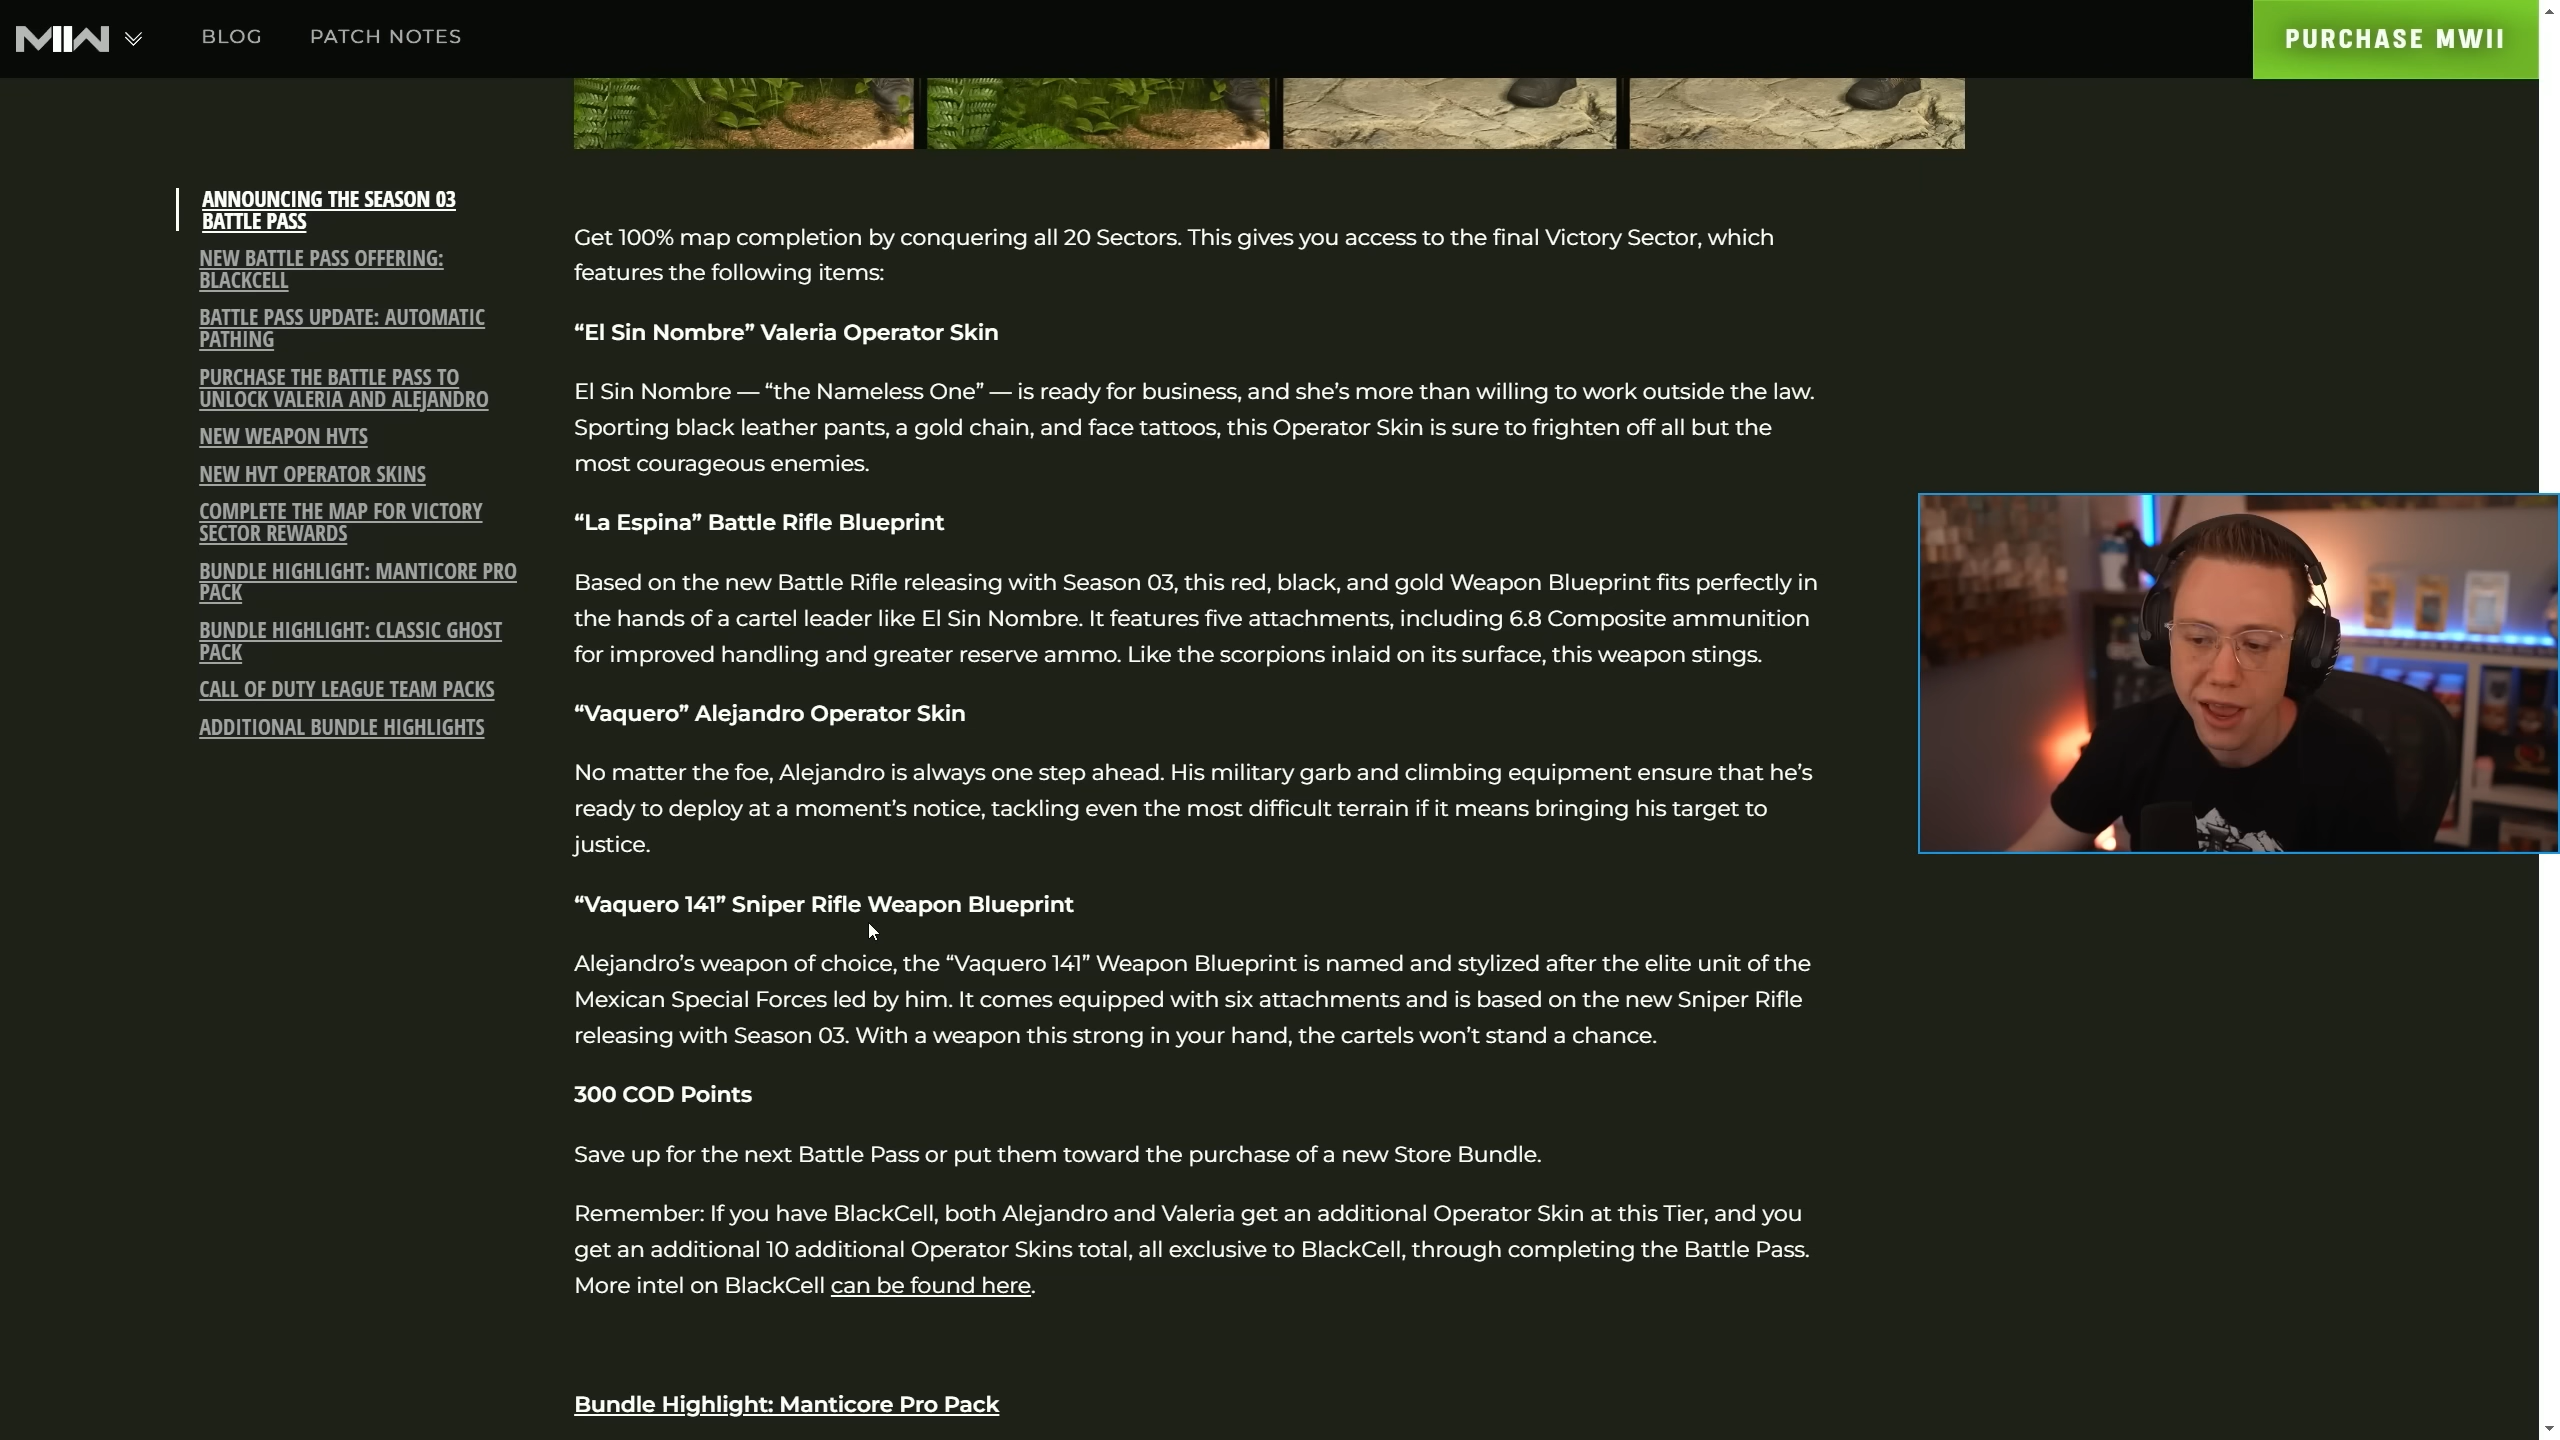 MWII
BLOG
PATCH NOTES
PURCHASE MWII
ANNOUNCING THE SEASON 03
BATTLE PASS
NEW BATTLE PASS OFFERING:
BLACKCELL
BATTLE PASS UPDATE: AUTOMATIC
PATHING
PURCHASE THE BATTLE PASS TO
UNLOCK VALERIA AND ALEJANDRO
NEW WEAPON HVTS
NEW HVT OPERATOR SKINS
COMPLETE THE MAP FOR VICTORY
SECTOR REWARDS
BUNDLE HIGHLIGHT: MANTICORE PRO
PACK
BUNDLE HIGHLIGHT: CLASSIC GHOST
PACK
CALL OF DUTY LEAGUE TEAM PACKS
ADDITIONAL BUNDLE HIGHLIGHTS
Get 100% map completion by conquering all 20 Sectors. This gives you access to the final Victory Sector, which
features the following items:
“El Sin Nombre” Valeria Operator Skin
El Sin Nombre — “the Nameless One” — is ready for business, and she’s more than willing to work outside the law.
Sporting black leather pants, a gold chain, and face tattoos, this Operator Skin is sure to frighten off all but the
most courageous enemies.
“La Espina” Battle Rifle Blueprint
Based on the new Battle Rifle releasing with Season 03, this red, black, and gold Weapon Blueprint fits perfectly in
the hands of a cartel leader like El Sin Nombre. It features five attachments, including 6.8 Composite ammunition
for improved handling and greater reserve ammo. Like the scorpions inlaid on its surface, this weapon stings.
“Vaquero” Alejandro Operator Skin
No matter the foe, Alejandro is always one step ahead. His military garb and climbing equipment ensure that he’s
ready to deploy at a moment’s notice, tackling even the most difficult terrain if it means bringing his target to
justice.
“Vaquero 141” Sniper Rifle Weapon Blueprint
Alejandro’s weapon of choice, the “Vaquero 141” Weapon Blueprint is named and stylized after the elite unit of the
Mexican Special Forces led by him. It comes equipped with six attachments and is based on the new Sniper Rifle
releasing with Season 03. With a weapon this strong in your hand, the cartels won’t stand a chance.
300 COD Points
Save up for the next Battle Pass or put them toward the purchase of a new Store Bundle.
Remember: If you have BlackCell, both Alejandro and Valeria get an additional Operator Skin at this Tier, and you
get an additional 10 additional Operator Skins total, all exclusive to BlackCell, through completing the Battle Pass.
More intel on BlackCell can be found here.
Bundle Highlight: Manticore Pro Pack